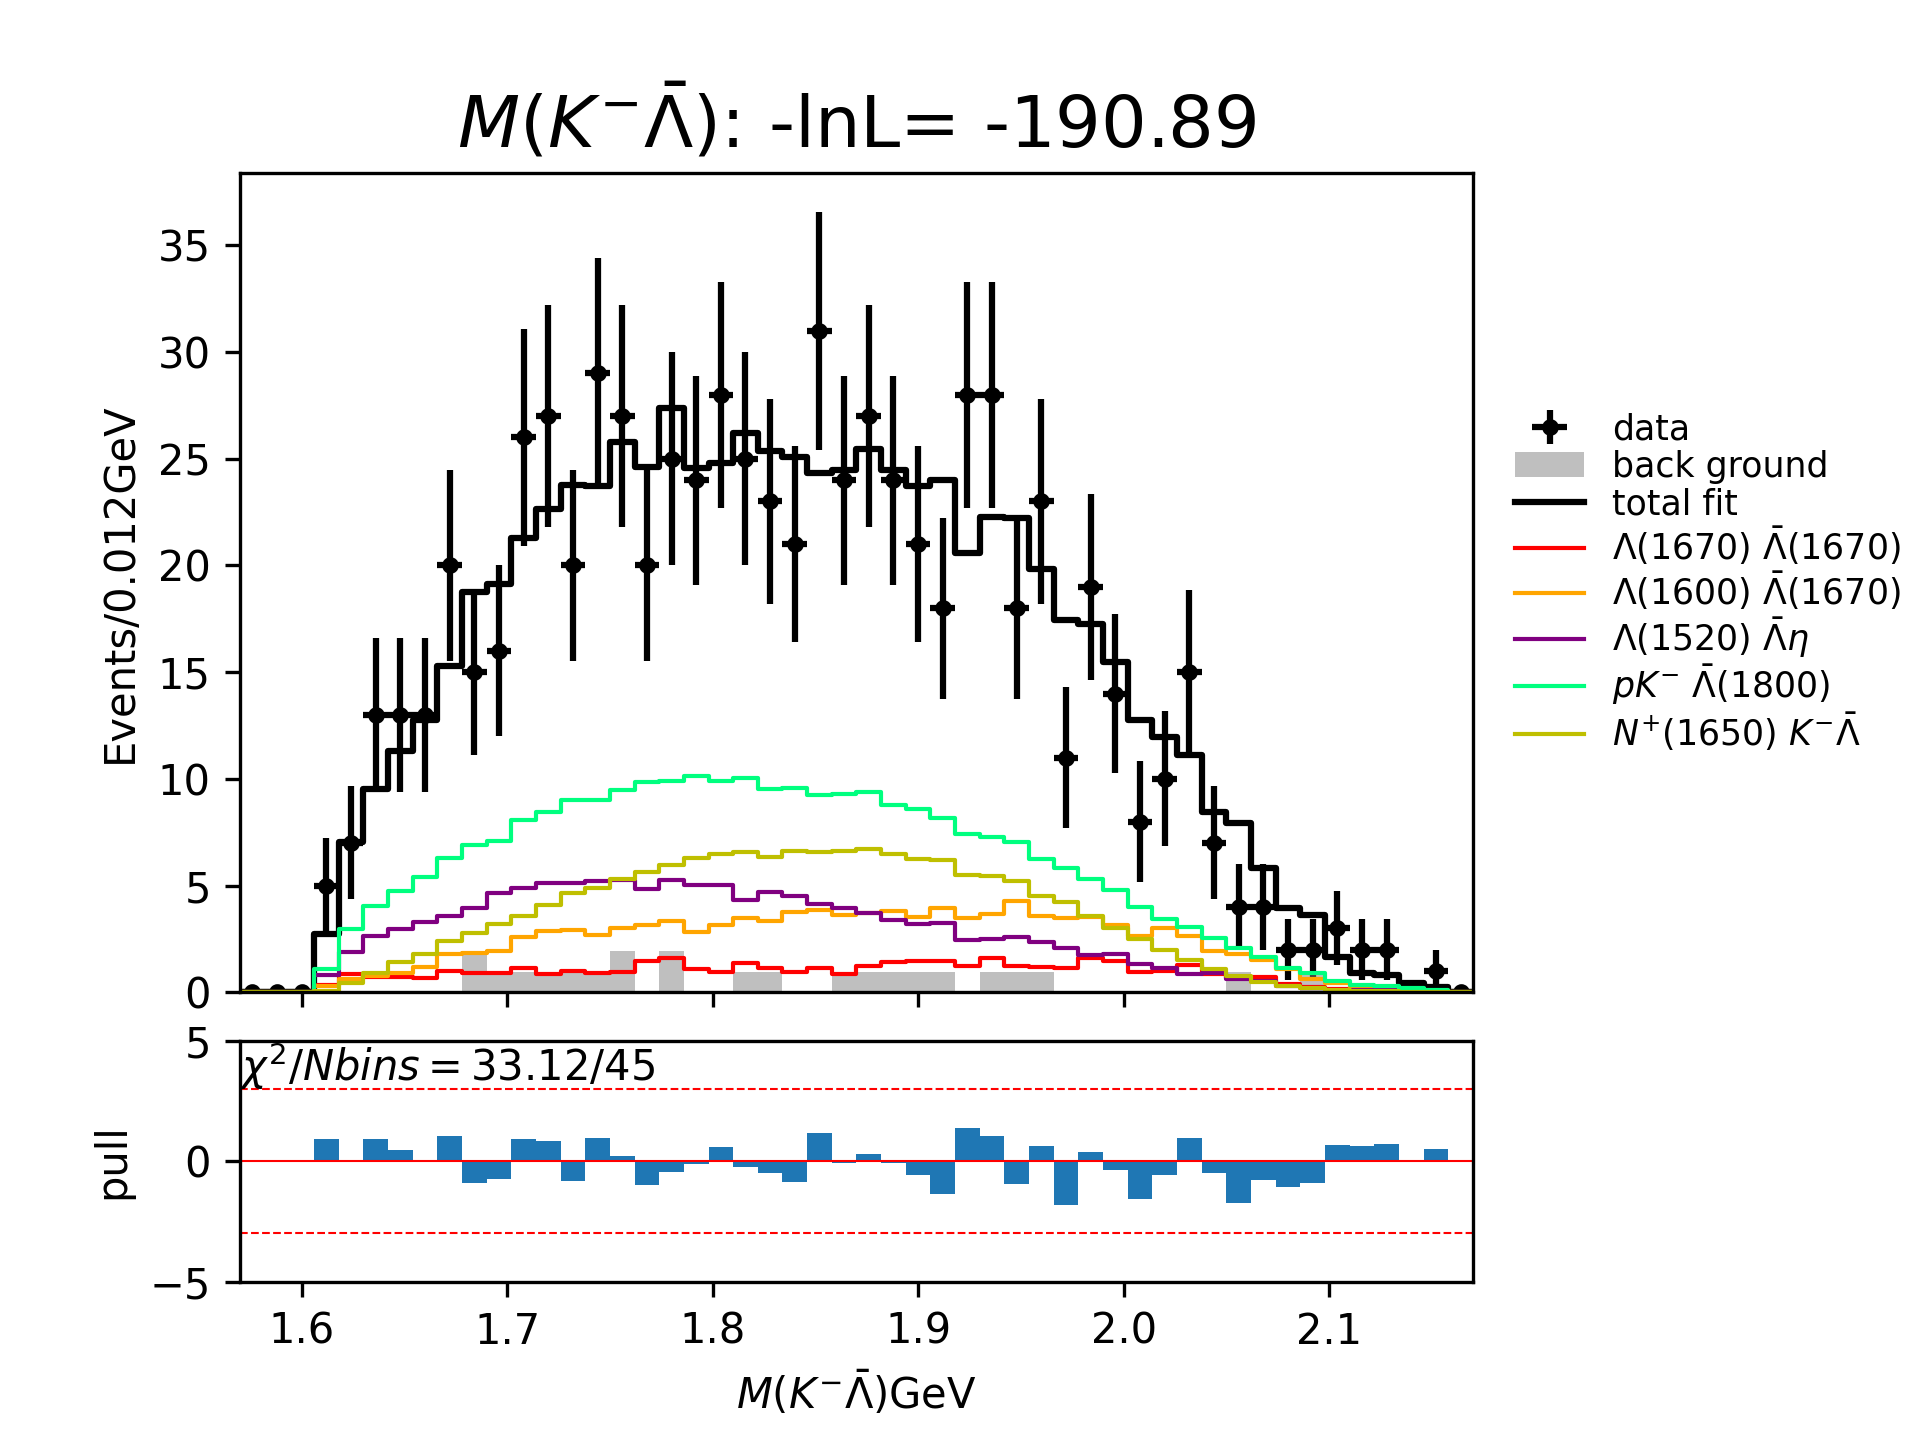 M(K⁻Λ̄): -lnL= -190.89
Events/0.012GeV
35
30
25
20
15
10
5
0
data
back ground
total fit
Λ(1670) Λ̄(1670)
Λ(1600) Λ̄(1670)
Λ(1520) Λ̄η
pK⁻ Λ̄(1800)
N⁺(1650) K⁻Λ̄
χ²/Nbins = 33.12/45
pull
5
0
−5
1.6 1.7 1.8 1.9 2.0 2.1
M(K⁻Λ̄)GeV